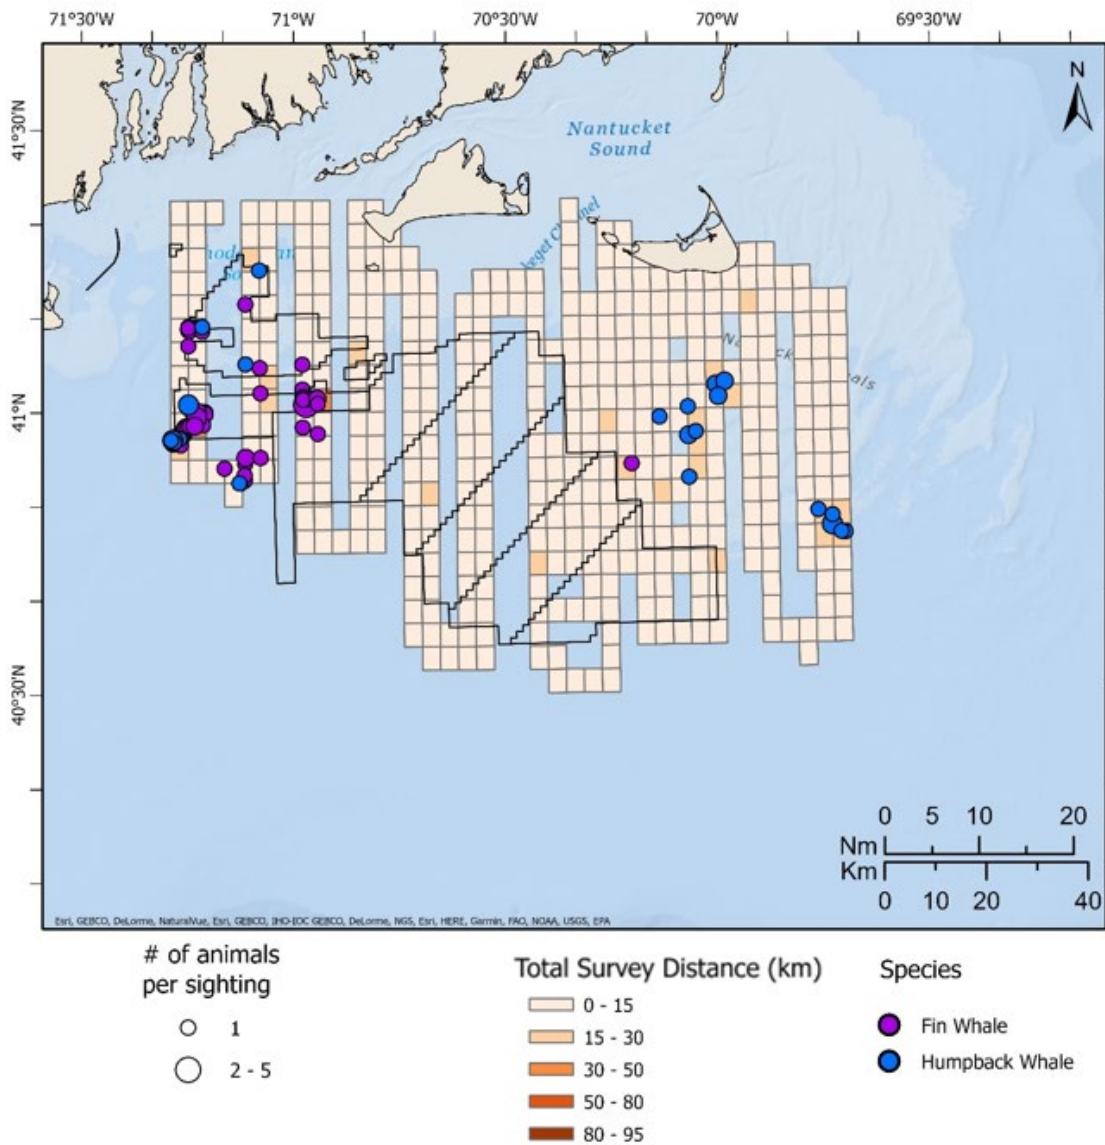 71°30'W 71°W 70°30'W 70°W 69°30'W
N
41°30'N
Nantucket
Sound
41°N
40°30'N
0 5 10 20
Nm
Km
0 10 20 40
Esri, GEBCO, DeLorme, NaturalVue, Esri, GEBCO, IHO-IOC GEBCO, DeLorme, NGS, Esri, HERE, Garmin, FAO, NOAA, USGS, EPA
# of animals
per sighting
1
2 - 5
Total Survey Distance (km)
0 - 15
15 - 30
30 - 50
50 - 80
80 - 95
Species
Fin Whale
Humpback Whale